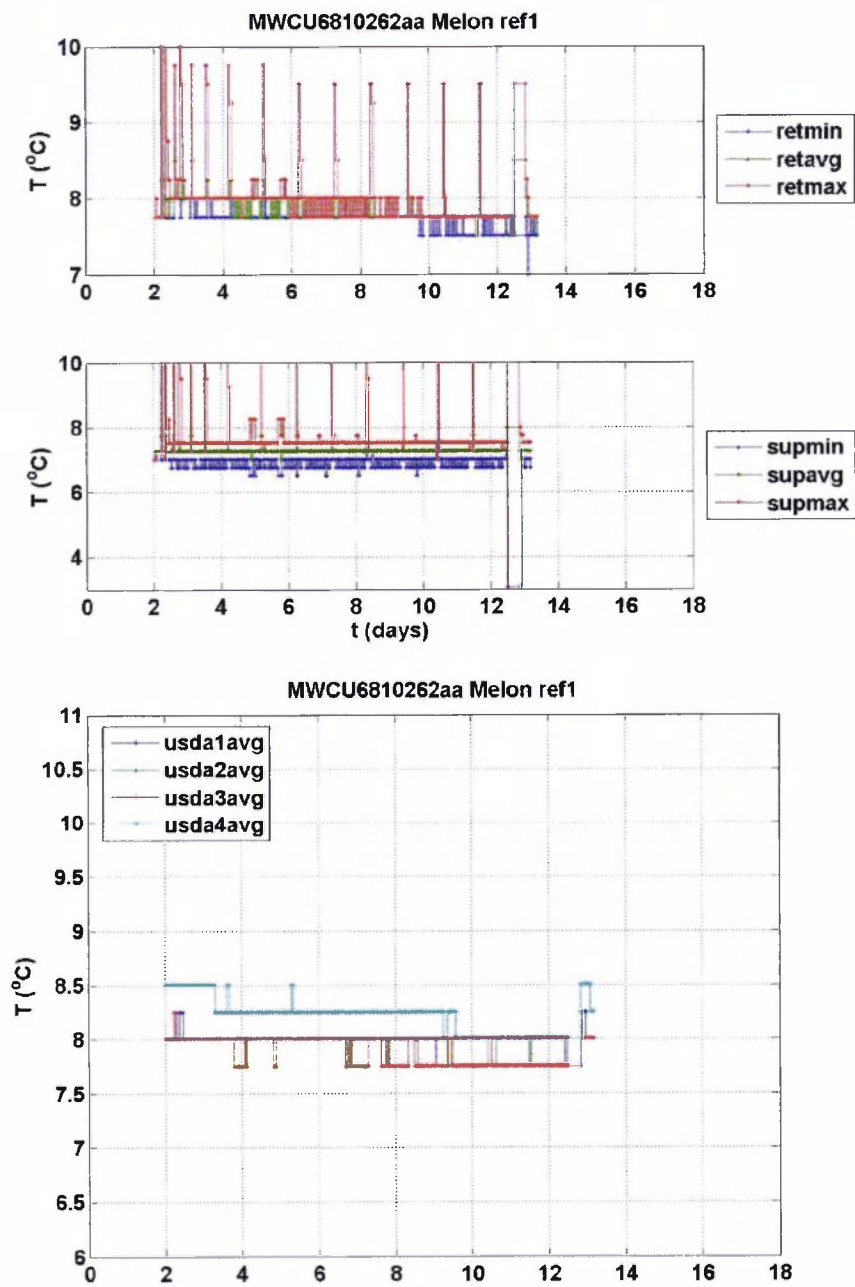 MWCU6810262aa Melon ref1
10
9
8
7
T (°C)
0 2 4 6 8 10 12 14 16 18
retmin
retavg
retmax
10
8
6
4
T (°C)
0 2 4 6 8 10 12 14 16 18
t (days)
supmin
supavg
supmax
MWCU6810262aa Melon ref1
11
10.5
10
9.5
9
8.5
8
7.5
7
6.5
6
T (°C)
usda1avg
usda2avg
usda3avg
usda4avg
0 2 4 6 8 10 12 14 16 18